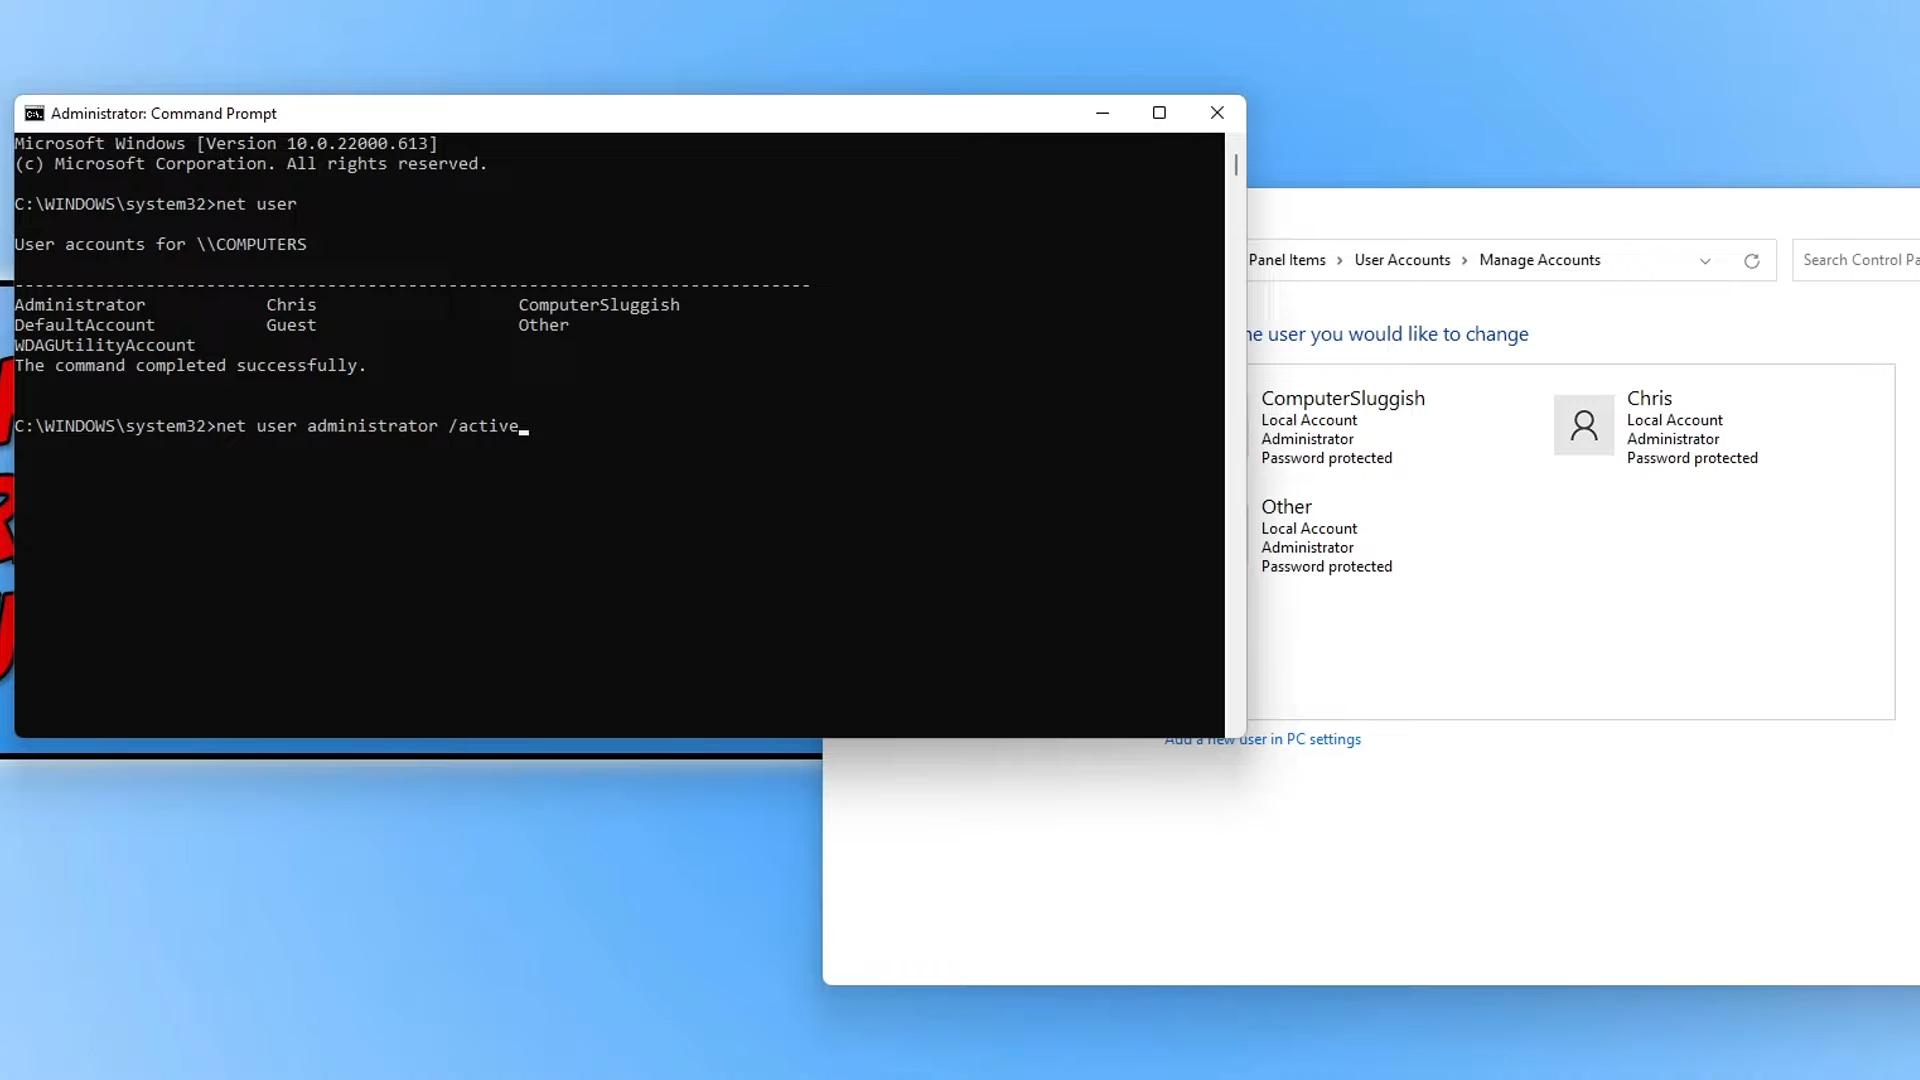 Administrator: Command Prompt
Microsoft Windows [Version 10.0.22000.613]
(c) Microsoft Corporation. All rights reserved.
C:\WINDOWS\system32>net user
User accounts for \\COMPUTERS
-------------------------------------------------------------------------------
Administrator Chris ComputerSluggish
DefaultAccount Guest Other
WDAGUtilityAccount
The command completed successfully.
C:\WINDOWS\system32>net user administrator /active
Panel Items > User Accounts > Manage Accounts
Search Control Pa
he user you would like to change
ComputerSluggish
Local Account
Administrator
Password protected
Chris
Local Account
Administrator
Password protected
Other
Local Account
Administrator
Password protected
Add a new user in PC settings